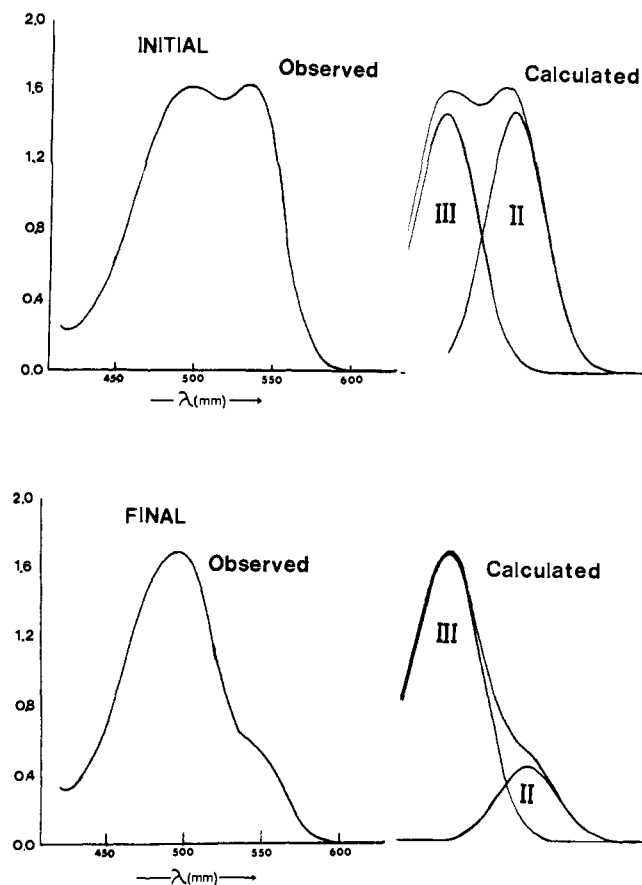 2.0
INITIAL
Observed
Calculated
1.6
1.2
III
II
0.8
0.4
0.0
450 500 550 600
λ(mm)
2.0
FINAL
Observed
Calculated
1.6
III
1.2
0.8
0.4
II
0.0
450 500 550 600
λ(mm)